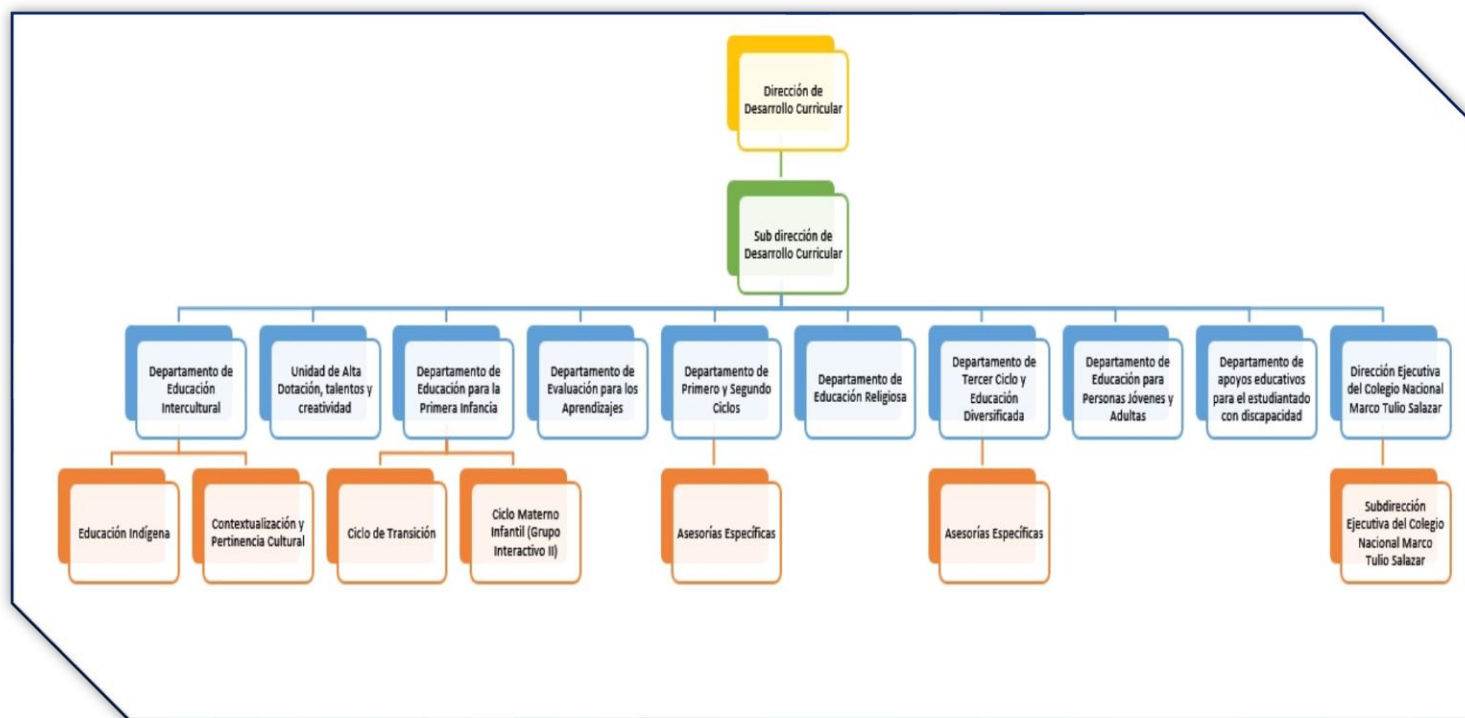 Dirección de
Desarrollo Curricular
Sub dirección de
Desarrollo Curricular
Departamento de
Educación
Intercultural
Unidad de Alta
Dotación, talentos y
creatividad
Departamento de
Educación para la
Primera Infancia
Departamento de
Evaluación para los
Aprendizajes
Departamento de
Primero y Segundo
Ciclos
Departamento de
Educación Religiosa
Departamento de
Tercer Ciclo y
Educación
Diversificada
Departamento de
Educación para
Personas Jóvenes y
Adultas
Departamento de
apoyos educativos
para el estudiantado
con discapacidad
Dirección Ejecutiva
del Colegio Nacional
Marco Tulio Salazar
Educación Indígena
Contextualización y
Pertinencia Cultural
Ciclo de Transición
Ciclo Materno
Infantil (Grupo
Interactivo II)
Asesorías Específicas
Asesorías Específicas
Subdirección
Ejecutiva del Colegio
Nacional Marco
Tulio Salazar